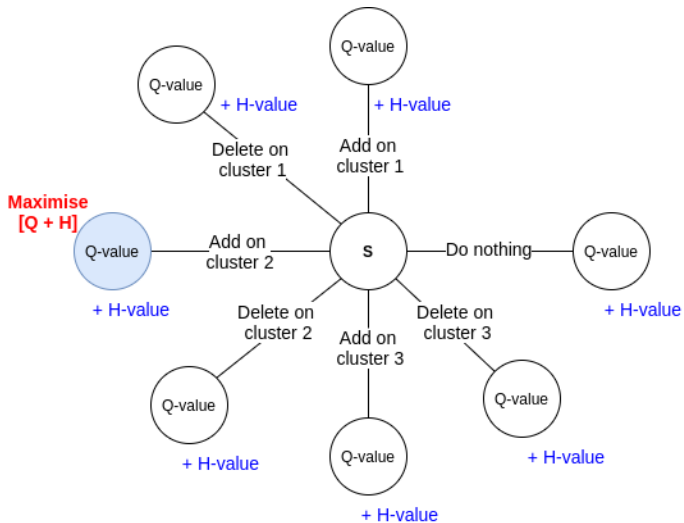 Q-value
+ H-value
Add on
cluster 1
Q-value
+ H-value
Delete on
cluster 1
Maximise
[Q + H]
Q-value
+ H-value
Add on
cluster 2
S
Do nothing
Q-value
+ H-value
Delete on
cluster 2
Q-value
+ H-value
Add on
cluster 3
Q-value
+ H-value
Delete on
cluster 3
Q-value
+ H-value